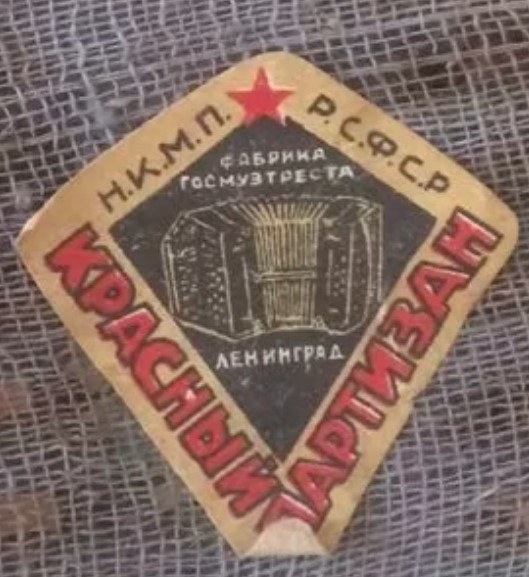 Н.К.М.П. Р.С.Ф.С.Р
ФАБРИКА
ГОСМУЗТРЕСТА
ЛЕНИНГРАД
КРАСНЫЙ
ПАРТИЗАН